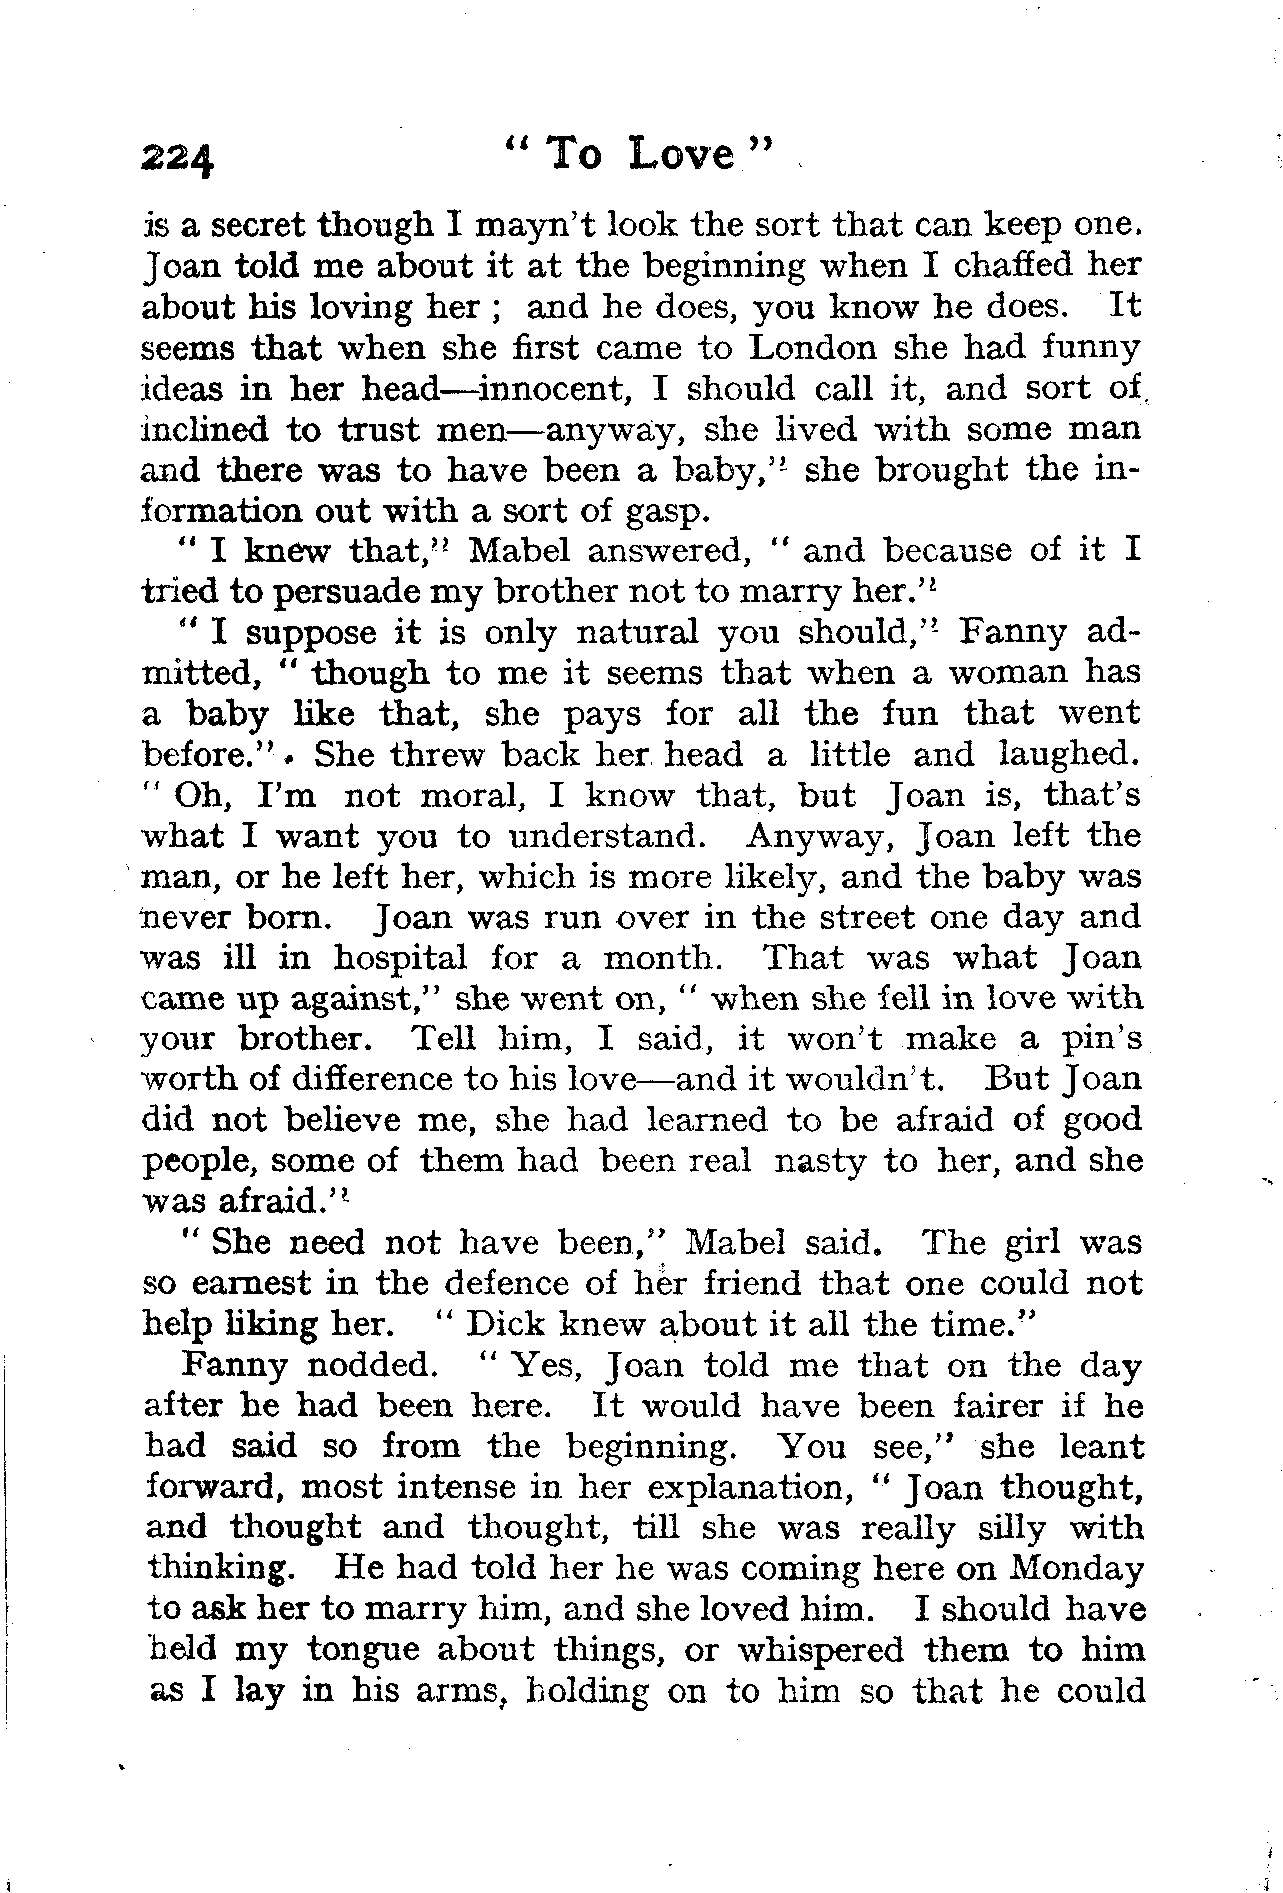 224 " To Love "
is a secret though I mayn't look the sort that can keep one.
Joan told me about it at the beginning when I chaffed her
about his loving her ; and he does, you know he does. It
seems that when she first came to London she had funny
ideas in her head—innocent, I should call it, and sort of
inclined to trust men—anyway, she lived with some man
and there was to have been a baby," she brought the in-
formation out with a sort of gasp.
" I knew that," Mabel answered, " and because of it I
tried to persuade my brother not to marry her."
" I suppose it is only natural you should," Fanny ad-
mitted, " though to me it seems that when a woman has
a baby like that, she pays for all the fun that went
before." She threw back her head a little and laughed.
" Oh, I'm not moral, I know that, but Joan is, that's
what I want you to understand. Anyway, Joan left the
man, or he left her, which is more likely, and the baby was
never born. Joan was run over in the street one day and
was ill in hospital for a month. That was what Joan
came up against," she went on, " when she fell in love with
your brother. Tell him, I said, it won't make a pin's
worth of difference to his love—and it wouldn't. But Joan
did not believe me, she had learned to be afraid of good
people, some of them had been real nasty to her, and she
was afraid."
" She need not have been," Mabel said. The girl was
so earnest in the defence of her friend that one could not
help liking her. " Dick knew about it all the time."
Fanny nodded. " Yes, Joan told me that on the day
after he had been here. It would have been fairer if he
had said so from the beginning. You see," she leant
forward, most intense in her explanation, " Joan thought,
and thought and thought, till she was really silly with
thinking. He had told her he was coming here on Monday
to ask her to marry him, and she loved him. I should have
held my tongue about things, or whispered them to him
as I lay in his arms, holding on to him so that he could